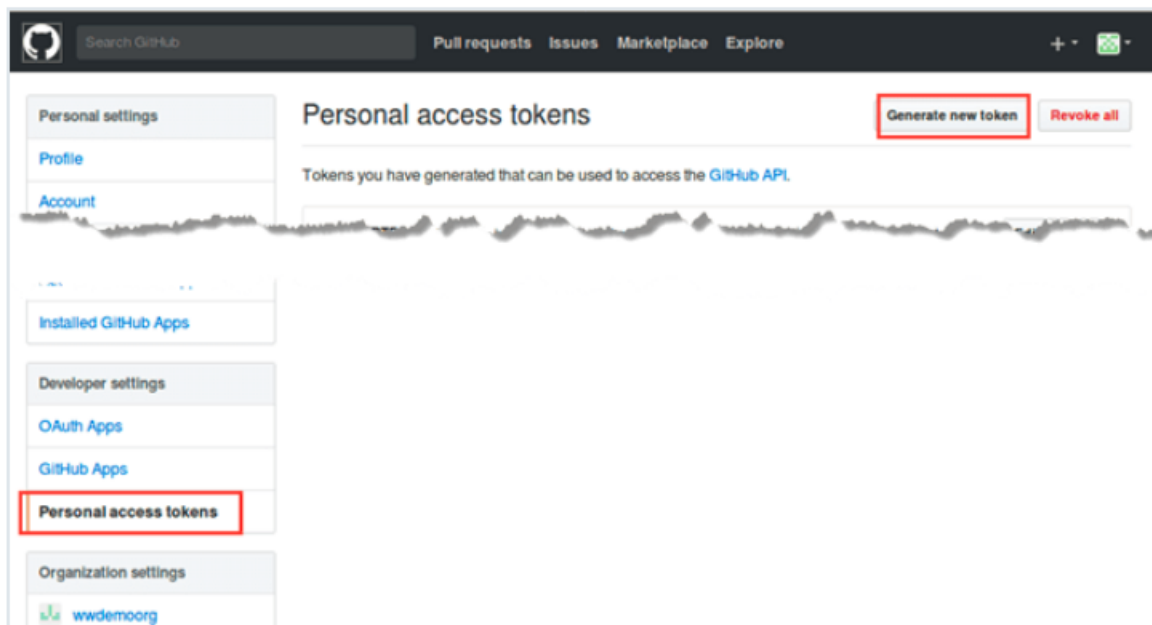 Search GitHub
Pull requests Issues Marketplace Explore
Personal settings
Profile
Account
Personal access tokens
Generate new token
Revoke all
Tokens you have generated that can be used to access the GitHub API.
Installed GitHub Apps
Developer settings
OAuth Apps
GitHub Apps
Personal access tokens
Organization settings
wwdemoorg